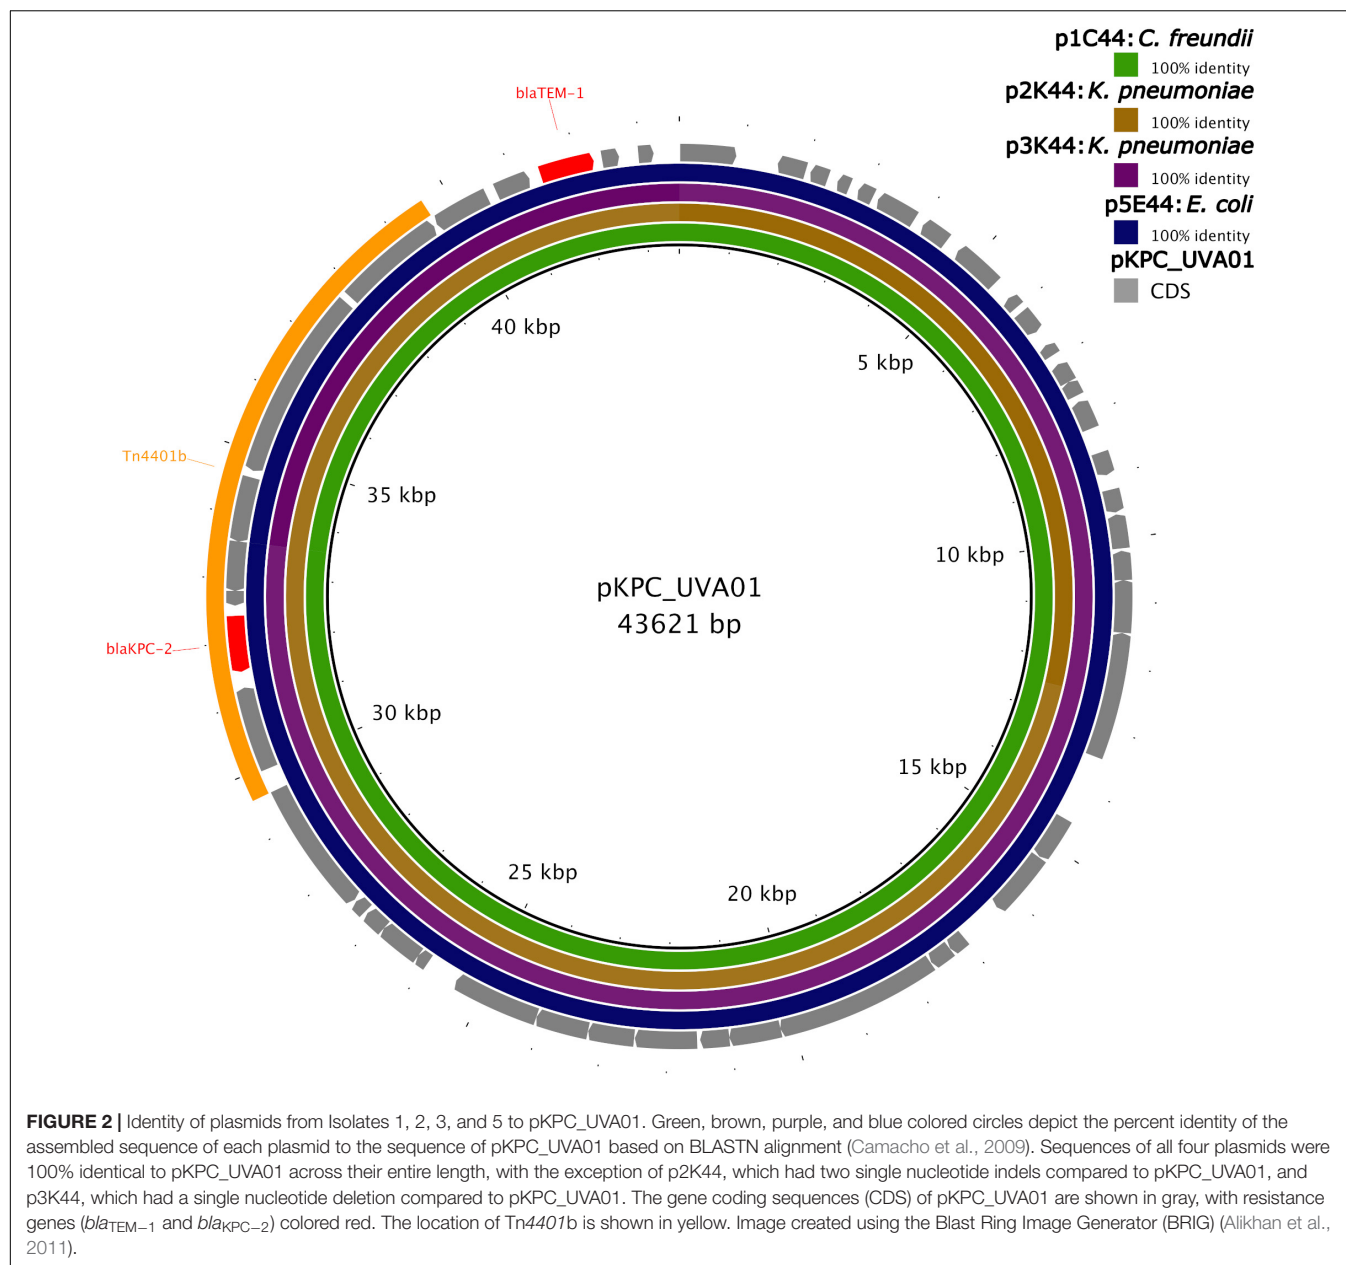 p1C44: C. freundii
100% identity
p2K44: K. pneumoniae
100% identity
p3K44: K. pneumoniae
100% identity
p5E44: E. coli
100% identity
pKPC_UVA01
CDS
blaTEM−1
Tn4401b
blaKPC−2
40 kbp
5 kbp
35 kbp
10 kbp
pKPC_UVA01
43621 bp
30 kbp
15 kbp
25 kbp
20 kbp
FIGURE 2 | Identity of plasmids from Isolates 1, 2, 3, and 5 to pKPC_UVA01. Green, brown, purple, and blue colored circles depict the percent identity of the
assembled sequence of each plasmid to the sequence of pKPC_UVA01 based on BLASTN alignment (Camacho et al., 2009). Sequences of all four plasmids were
100% identical to pKPC_UVA01 across their entire length, with the exception of p2K44, which had two single nucleotide indels compared to pKPC_UVA01, and
p3K44, which had a single nucleotide deletion compared to pKPC_UVA01. The gene coding sequences (CDS) of pKPC_UVA01 are shown in gray, with resistance
genes (blaTEM−1 and blaKPC−2) colored red. The location of Tn4401b is shown in yellow. Image created using the Blast Ring Image Generator (BRIG) (Alikhan et al.,
2011).